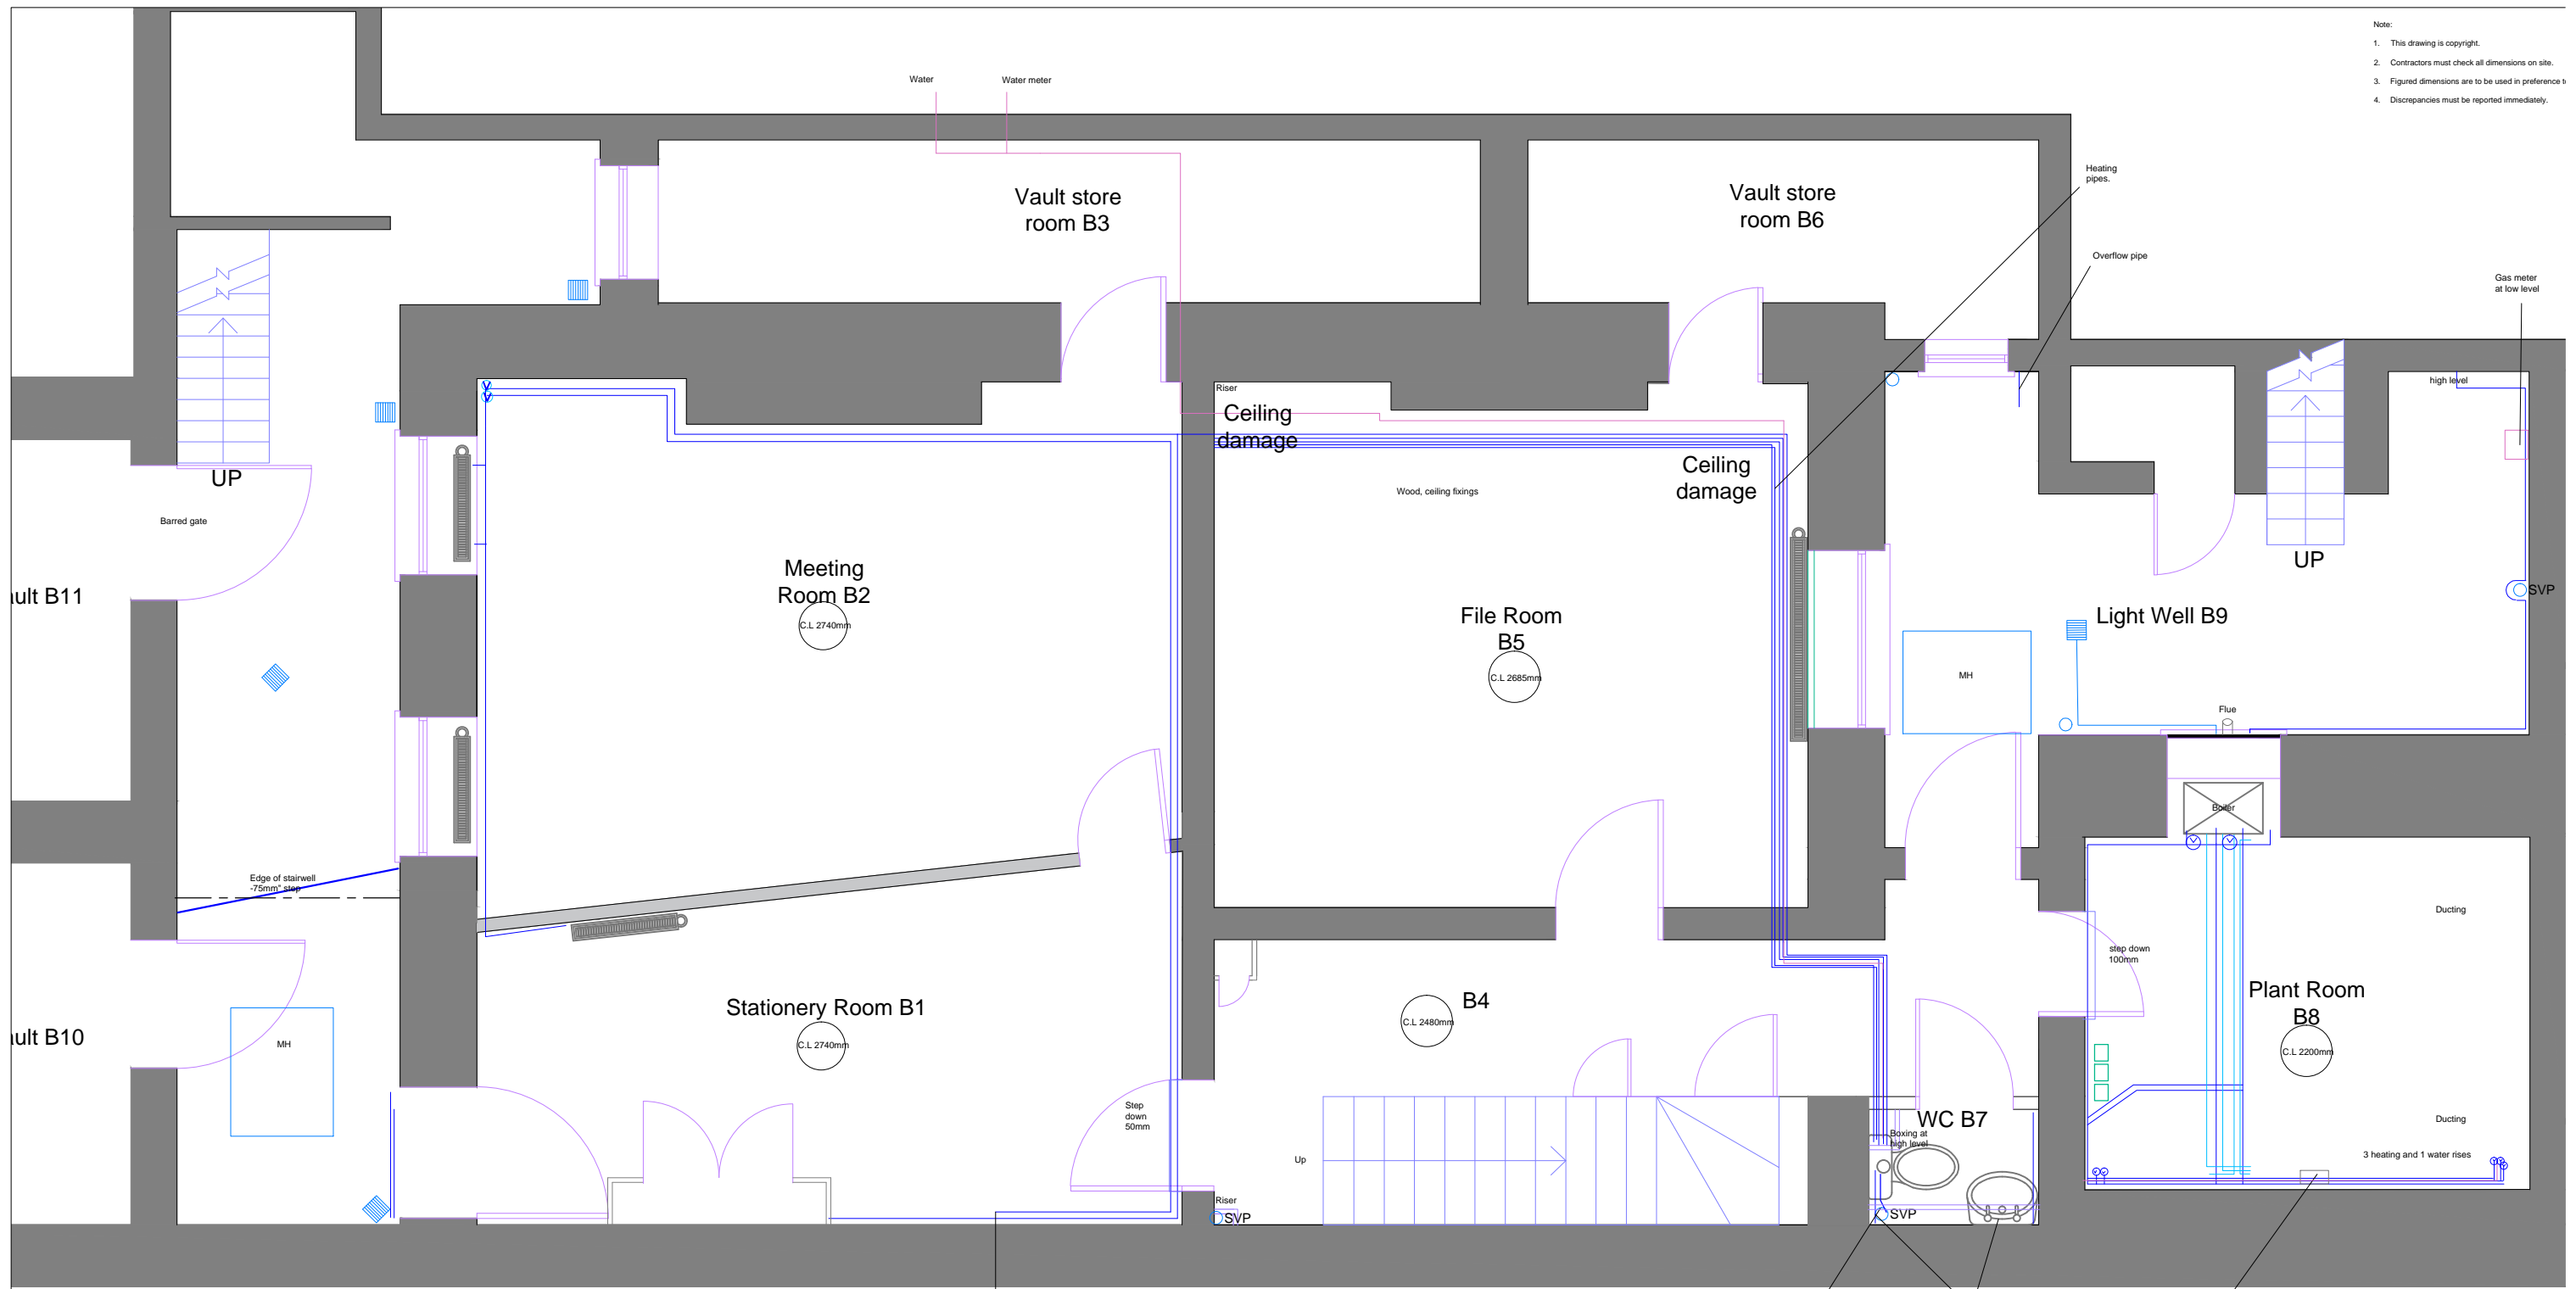 Note:
1. This drawing is copyright.
2. Contractors must check all dimensions on site.
3. Figured dimensions are to be used in preference
4. Discrepancies must be reported immediately.
Water
Water meter
Vault store
room B3
Vault store
room B6
Heating
pipes.
Overflow pipe
Gas meter
at low level
high level
Riser
Ceiling
damage
Ceiling
damage
Wood, ceiling fixings
UP
Barred gate
Meeting
Room B2
C.L 2740mm
File Room
B5
C.L 2685mm
UP
SVP
Light Well B9
MH
Flue
Boiler
ault B11
Edge of stairwell
-75mm" step
Stationery Room B1
C.L 2740mm
B4
C.L 2480mm
step down
100mm
Ducting
Plant Room
B8
C.L 2200mm
ault B10
MH
Step
down
50mm
WC B7
Boxing at
high level
Ducting
3 heating and 1 water rises
Up
Riser
SVP
SVP